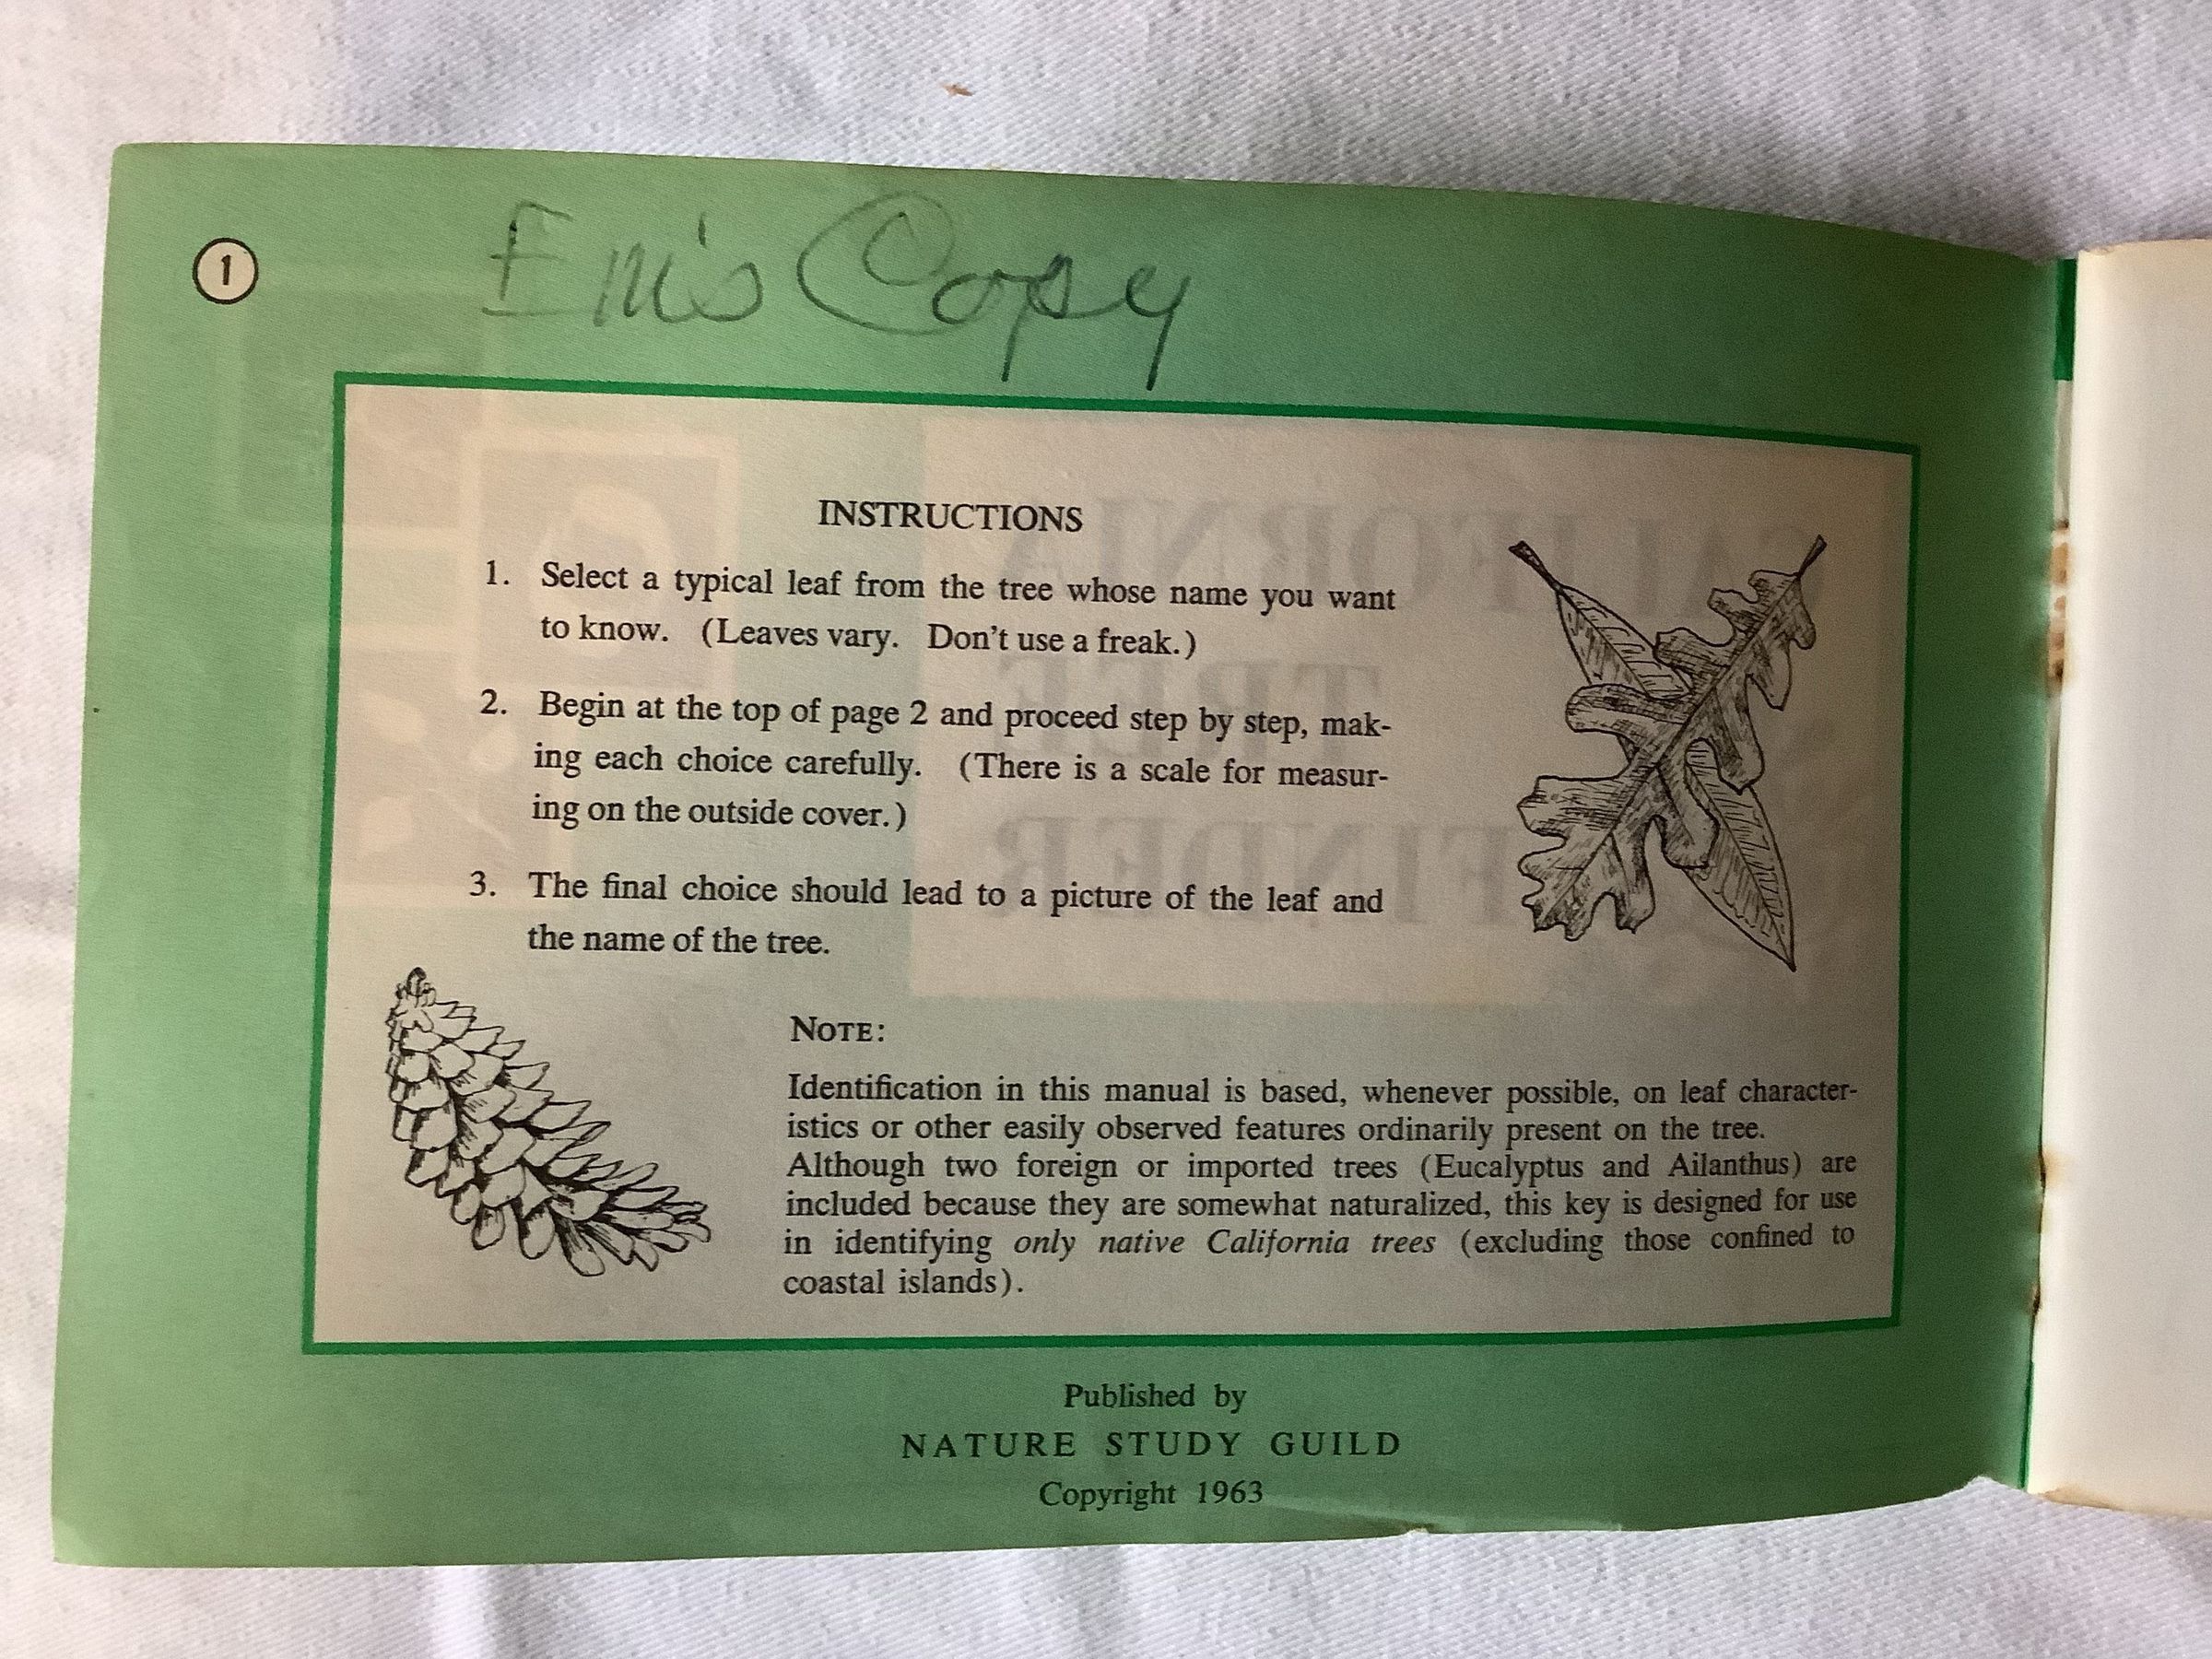 1
Em's Copy
INSTRUCTIONS
1. Select a typical leaf from the tree whose name you want
to know. (Leaves vary. Don't use a freak.)
2. Begin at the top of page 2 and proceed step by step, mak-
ing each choice carefully. (There is a scale for measur-
ing on the outside cover.)
3. The final choice should lead to a picture of the leaf and
the name of the tree.
NOTE:
Identification in this manual is based, whenever possible, on leaf character-
istics or other easily observed features ordinarily present on the tree.
Although two foreign or imported trees (Eucalyptus and Ailanthus) are
included because they are somewhat naturalized, this key is designed for use
in identifying only native California trees (excluding those confined to
coastal islands).
Published by
NATURE STUDY GUILD
Copyright 1963